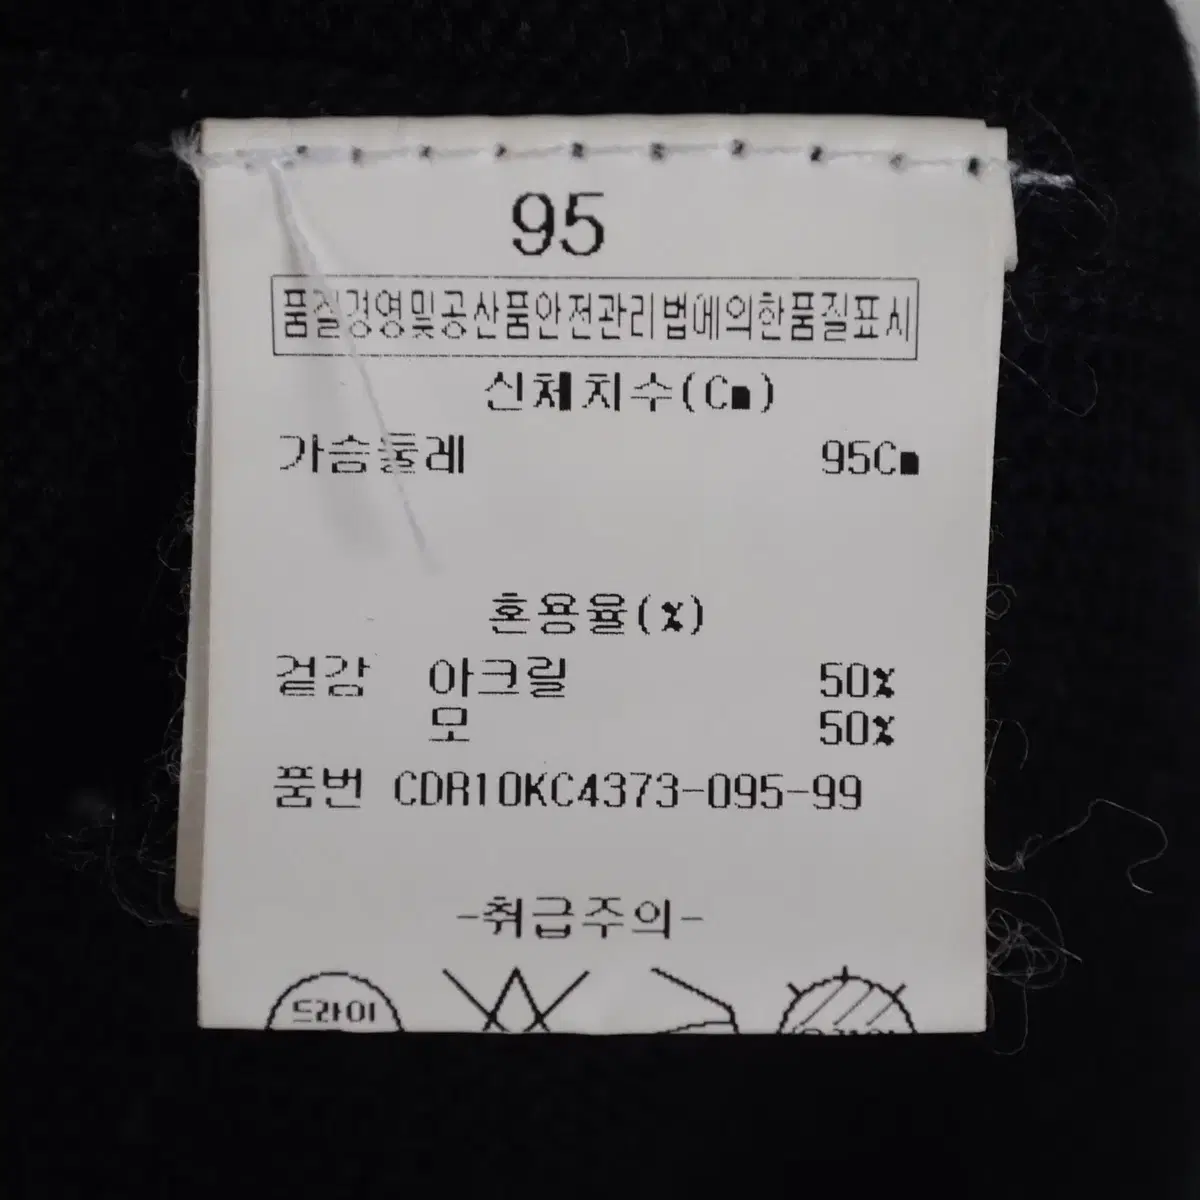 95
품질경영및공산품안전관리법에의한품질표시
신체치수(Cm)
가슴둘레 95Cm
혼용율(%)
겉감 아크릴 50%
모 50%
품번 CDR10KC4373-095-99
-취급주의-
드라이